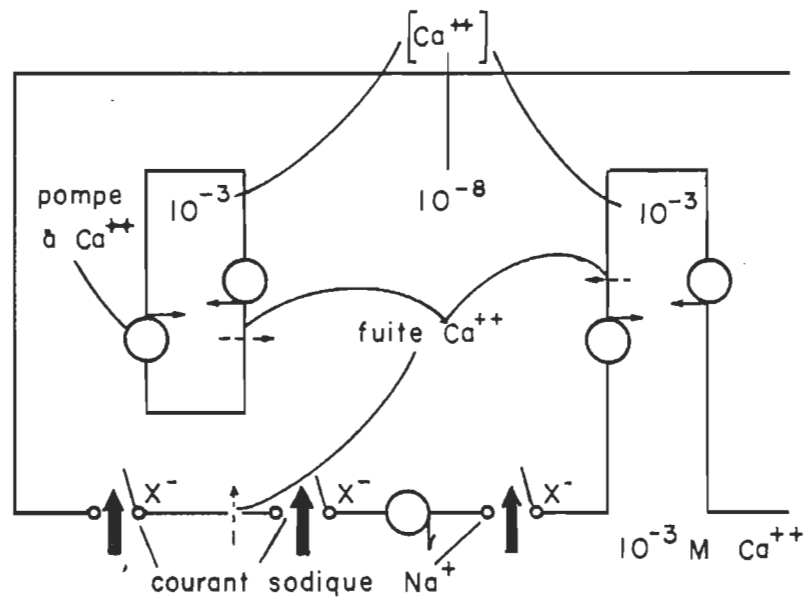 [Ca⁺⁺]
pompe
à Ca⁺⁺
10⁻³
10⁻⁸
10⁻³
fuite Ca⁺⁺
X⁻
X⁻
X⁻
10⁻³ M Ca⁺⁺
courant sodique Na⁺